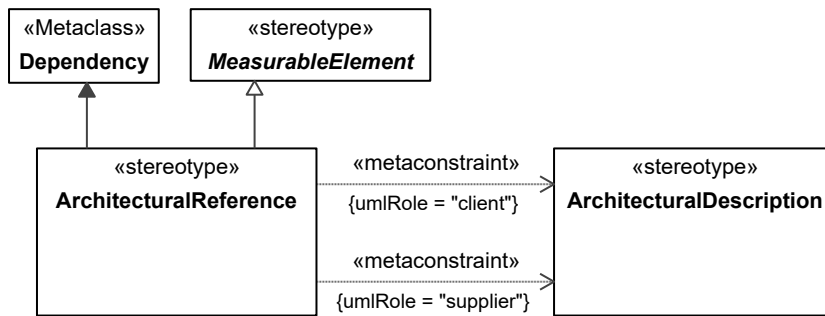 «Metaclass»
Dependency
«stereotype»
MeasurableElement
«stereotype»
ArchitecturalReference
«metaconstraint»
{umlRole = "client"}
«metaconstraint»
{umlRole = "supplier"}
«stereotype»
ArchitecturalDescription